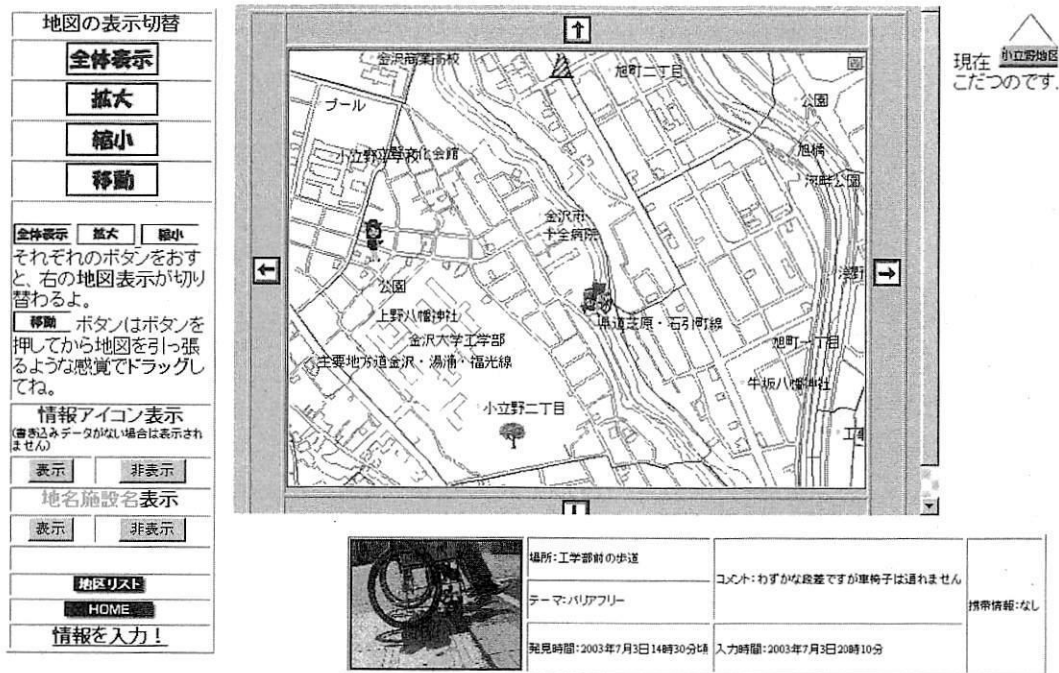 地図の表示切替
全体表示
拡大
縮小
移動
全体表示 拡大 縮小
それぞれのボタンをおす
と、右の地図表示が切り
替わるよ。
移動 ボタンはボタンを
押してから地図を引っ張
るような感覚でドラッグし
てね。
情報アイコン表示
(書き込みデータがない場合は表示され
ません)
表示 非表示
地名施設名表示
表示 非表示
地区リスト
HOME
情報を入力！
金沢商業高校
旭町二丁目
プール
公園
旭橋
河畔公園
金沢市
十全病院
浅野
公園
上野八幡神社
県道芝原・石引町線
金沢大学工学部
主要地方道金沢・湯涌・福光線
旭町一丁目
牛坂八幡神社
小立野二丁目
現在 小立野地区
こだつのです.
場所:工学部前の歩道
テーマ:バリアフリー
発見時間:2003年7月3日14時30分頃
コメント:わずかな段差ですが車椅子は通れません
入力時間:2003年7月3日20時10分
携帯情報:なし